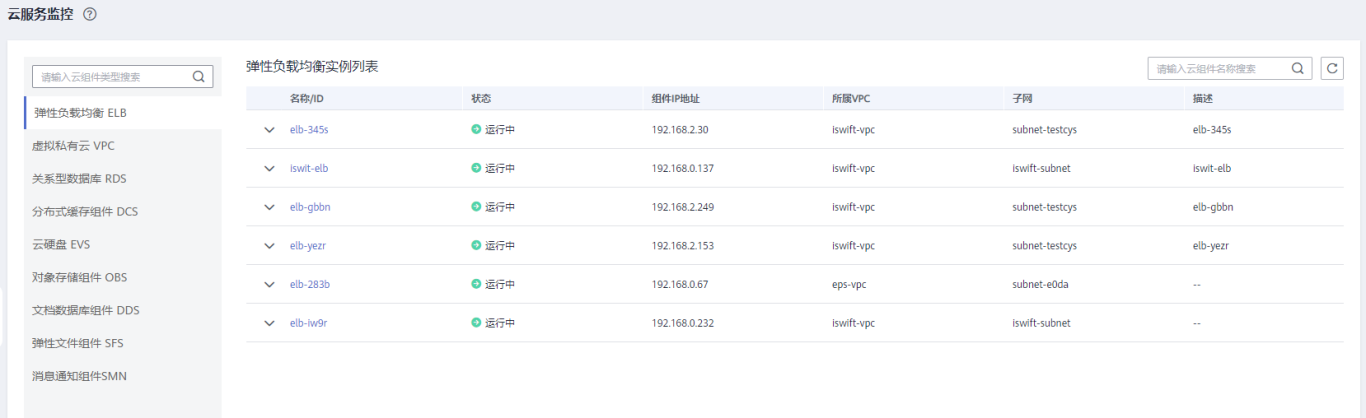 云服务监控
请输入云组件类型搜索
弹性负载均衡 ELB
虚拟私有云 VPC
关系型数据库 RDS
分布式缓存组件 DCS
云硬盘 EVS
对象存储组件 OBS
文档数据库组件 DDS
弹性文件组件 SFS
消息通知组件SMN
弹性负载均衡实例列表
请输入云组件名称搜索
名称/ID 状态 组件IP地址 所属VPC 子网 描述
elb-345s 运行中 192.168.2.30 iswift-vpc subnet-testcys elb-345s
iswit-elb 运行中 192.168.0.137 iswift-vpc iswift-subnet iswit-elb
elb-gbbn 运行中 192.168.2.249 iswift-vpc subnet-testcys elb-gbbn
elb-yezr 运行中 192.168.2.153 iswift-vpc subnet-testcys elb-yezr
elb-283b 运行中 192.168.0.67 eps-vpc subnet-e0da --
elb-iw9r 运行中 192.168.0.232 iswift-vpc iswift-subnet --